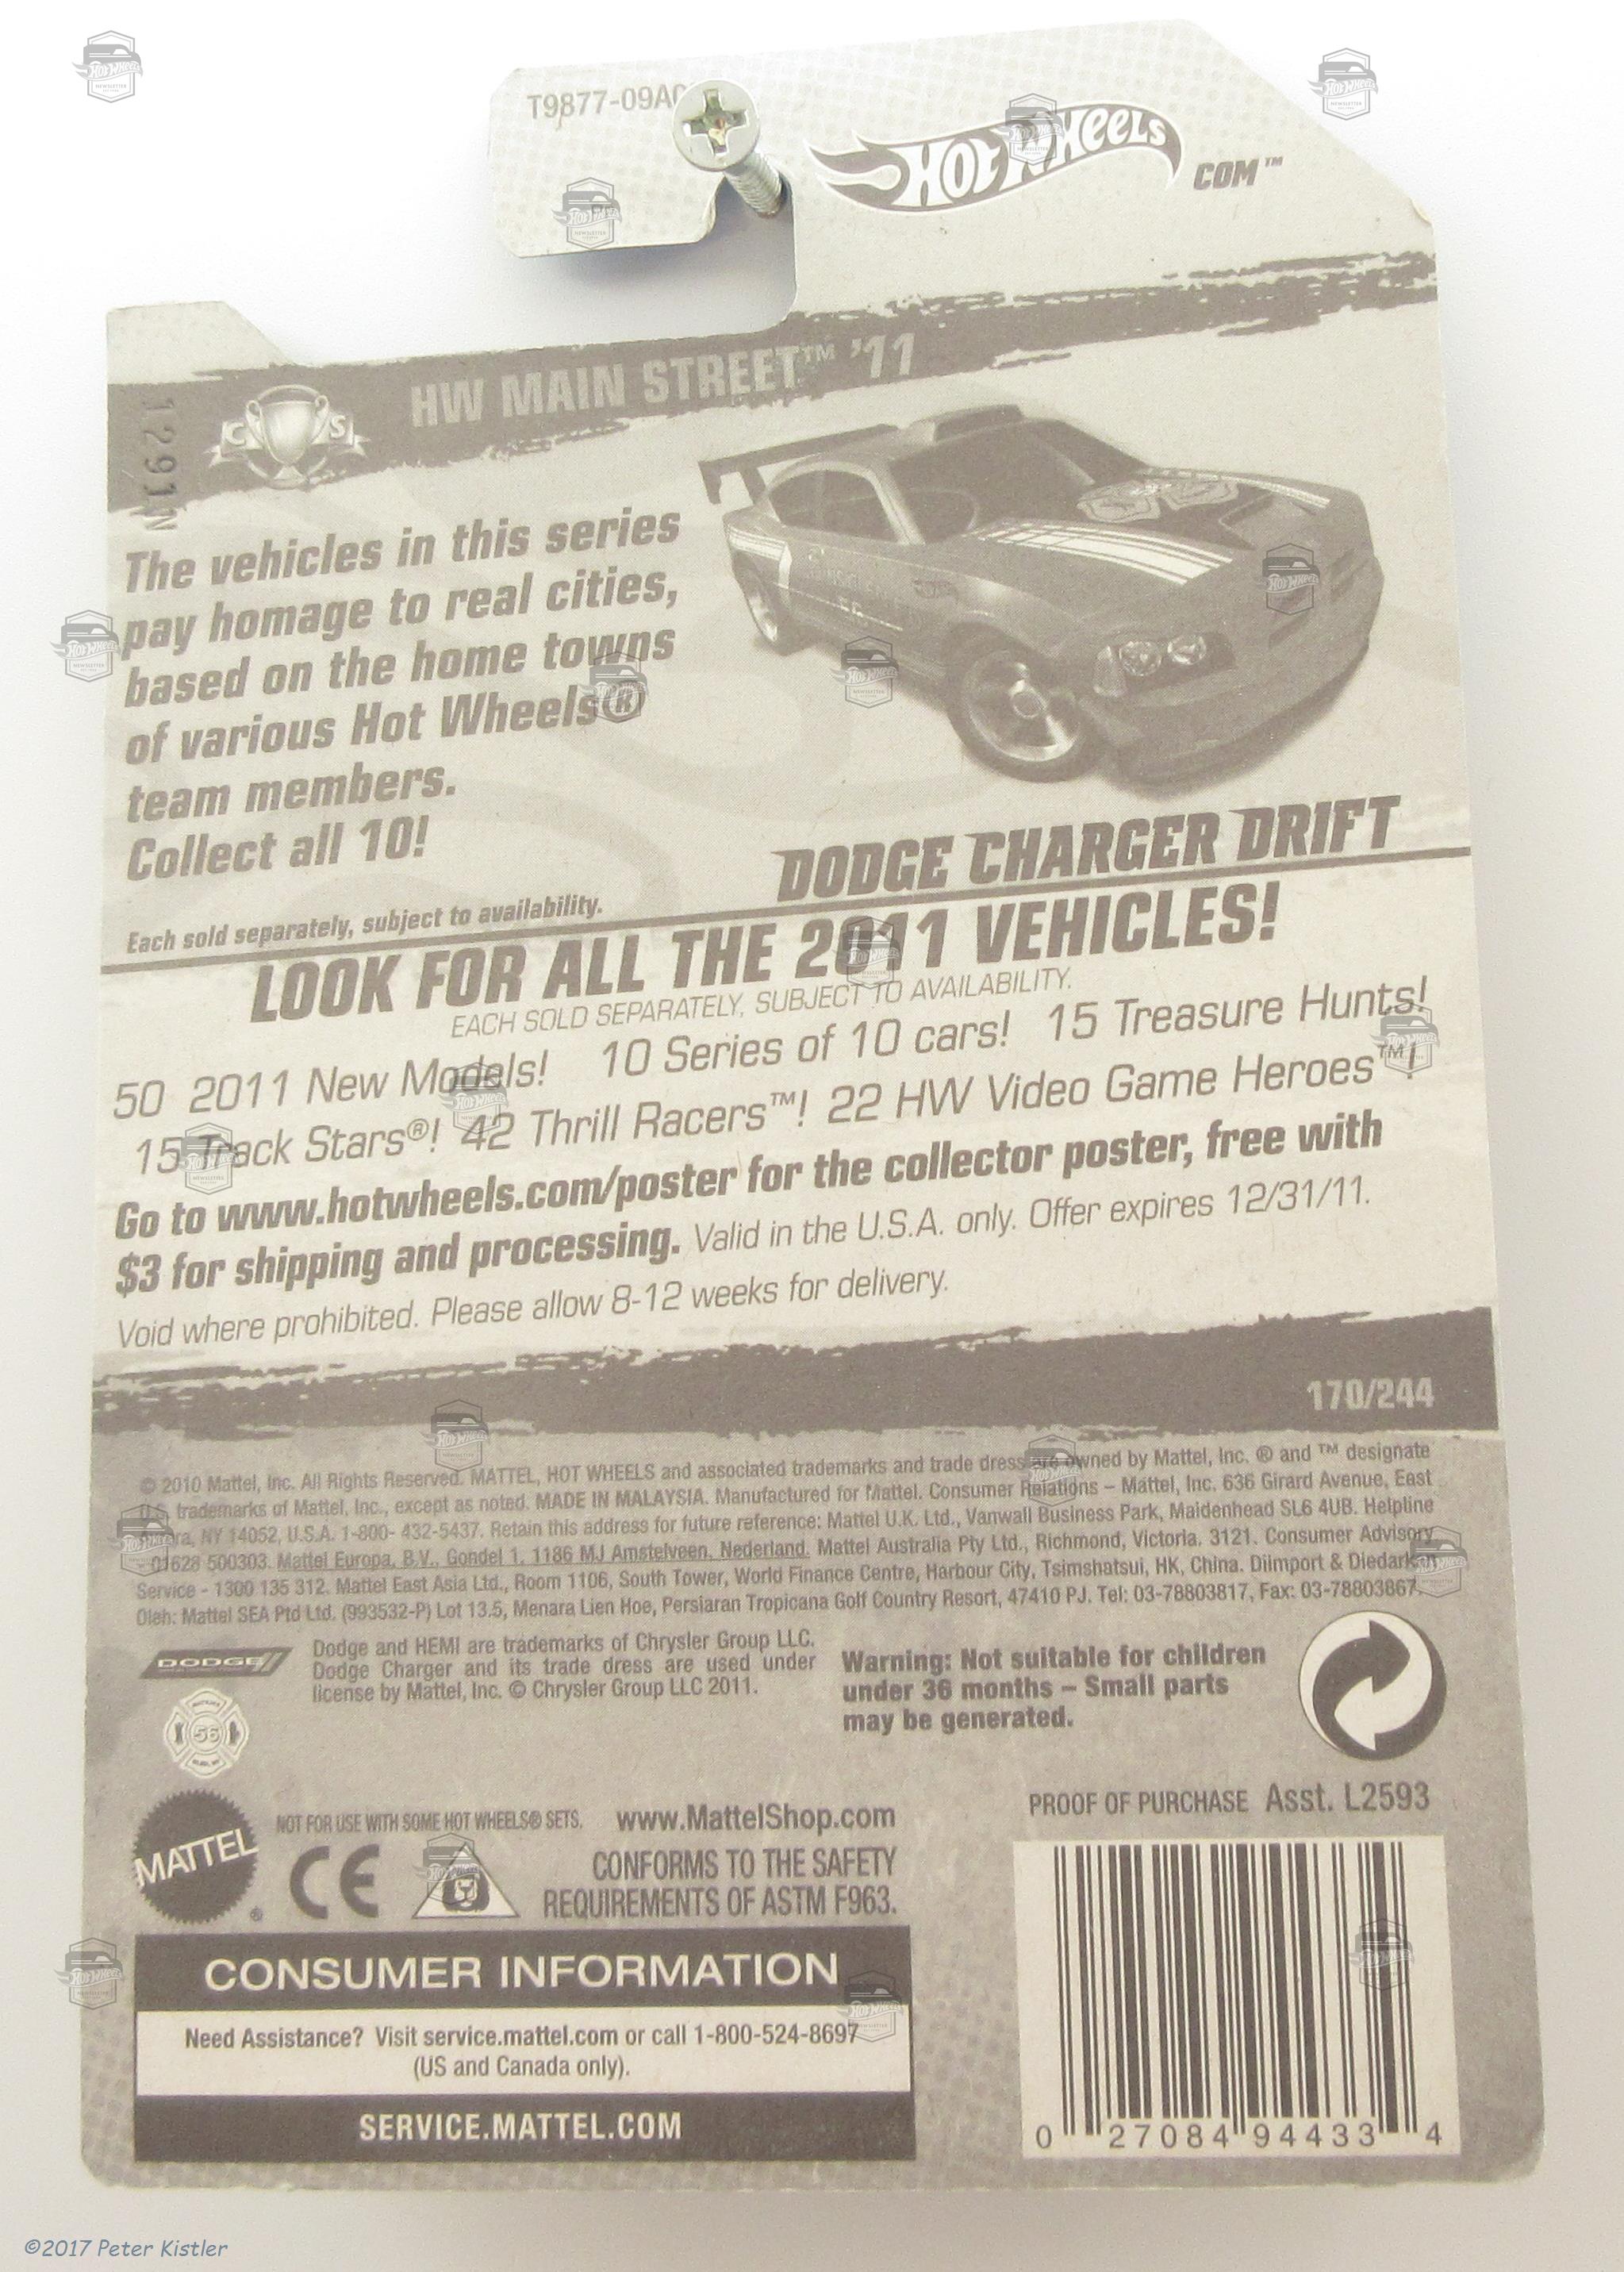 T9877-09A
HOT WHEELS
COM™
HW MAIN STREET™ '11
1291N
C S
The vehicles in this series
pay homage to real cities,
based on the home towns
of various Hot Wheels®
team members.
Collect all 10!
Each sold separately, subject to availability.
DODGE CHARGER DRIFT
LOOK FOR ALL THE 2011 VEHICLES!
EACH SOLD SEPARATELY, SUBJECT TO AVAILABILITY.
50 2011 New Models! 10 Series of 10 cars! 15 Treasure Hunts!
15 Track Stars®! 42 Thrill Racers™! 22 HW Video Game Heroes™!
Go to www.hotwheels.com/poster for the collector poster, free with
$3 for shipping and processing. Valid in the U.S.A. only. Offer expires 12/31/11.
Void where prohibited. Please allow 8-12 weeks for delivery.
170/244
© 2010 Mattel, Inc. All Rights Reserved. MATTEL, HOT WHEELS and associated trademarks and trade dress are owned by Mattel, Inc. ® and ™ designate
U.S. trademarks of Mattel, Inc., except as noted. MADE IN MALAYSIA. Manufactured for Mattel. Consumer Relations – Mattel, Inc. 636 Girard Avenue, East
Aurora, NY 14052, U.S.A. 1-800- 432-5437. Retain this address for future reference: Mattel U.K. Ltd., Vanwall Business Park, Maidenhead SL6 4UB. Helpline
- 01628 500303. Mattel Europa, B.V., Gondel 1, 1186 MJ Amstelveen, Nederland. Mattel Australia Pty Ltd., Richmond, Victoria. 3121. Consumer Advisory
Service - 1300 135 312. Mattel East Asia Ltd., Room 1106, South Tower, World Finance Centre, Harbour City, Tsimshatsui, HK, China. Diimport & Diedarkan
Oleh: Mattel SEA Ptd Ltd. (993532-P) Lot 13.5, Menara Lien Hoe, Persiaran Tropicana Golf Country Resort, 47410 PJ. Tel: 03-78803817, Fax: 03-78803867.
DODGE
Dodge and HEMI are trademarks of Chrysler Group LLC.
Dodge Charger and its trade dress are used under
license by Mattel, Inc. © Chrysler Group LLC 2011.
56
Warning: Not suitable for children
under 36 months – Small parts
may be generated.
PROOF OF PURCHASE Asst. L2593
MATTEL®
NOT FOR USE WITH SOME HOT WHEELS® SETS. www.MattelShop.com
CE
CONFORMS TO THE SAFETY
REQUIREMENTS OF ASTM F963.
CONSUMER INFORMATION
Need Assistance? Visit service.mattel.com or call 1-800-524-8697
(US and Canada only).
SERVICE.MATTEL.COM
0 27084 94433 4
©2017 Peter Kistler